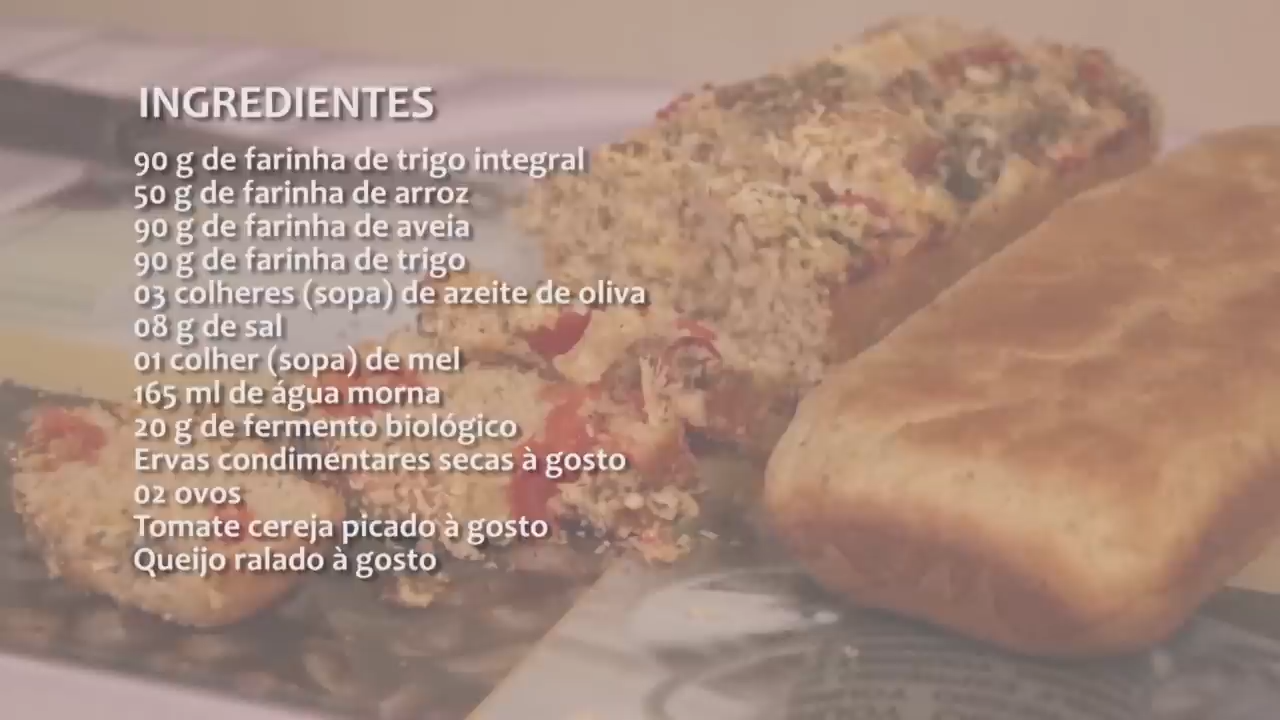 INGREDIENTES
90 g de farinha de trigo integral
50 g de farinha de arroz
90 g de farinha de aveia
90 g de farinha de trigo
03 colheres (sopa) de azeite de oliva
08 g de sal
01 colher (sopa) de mel
165 ml de água morna
20 g de fermento biológico
Ervas condimentares secas à gosto
02 ovos
Tomate cereja picado à gosto
Queijo ralado à gosto